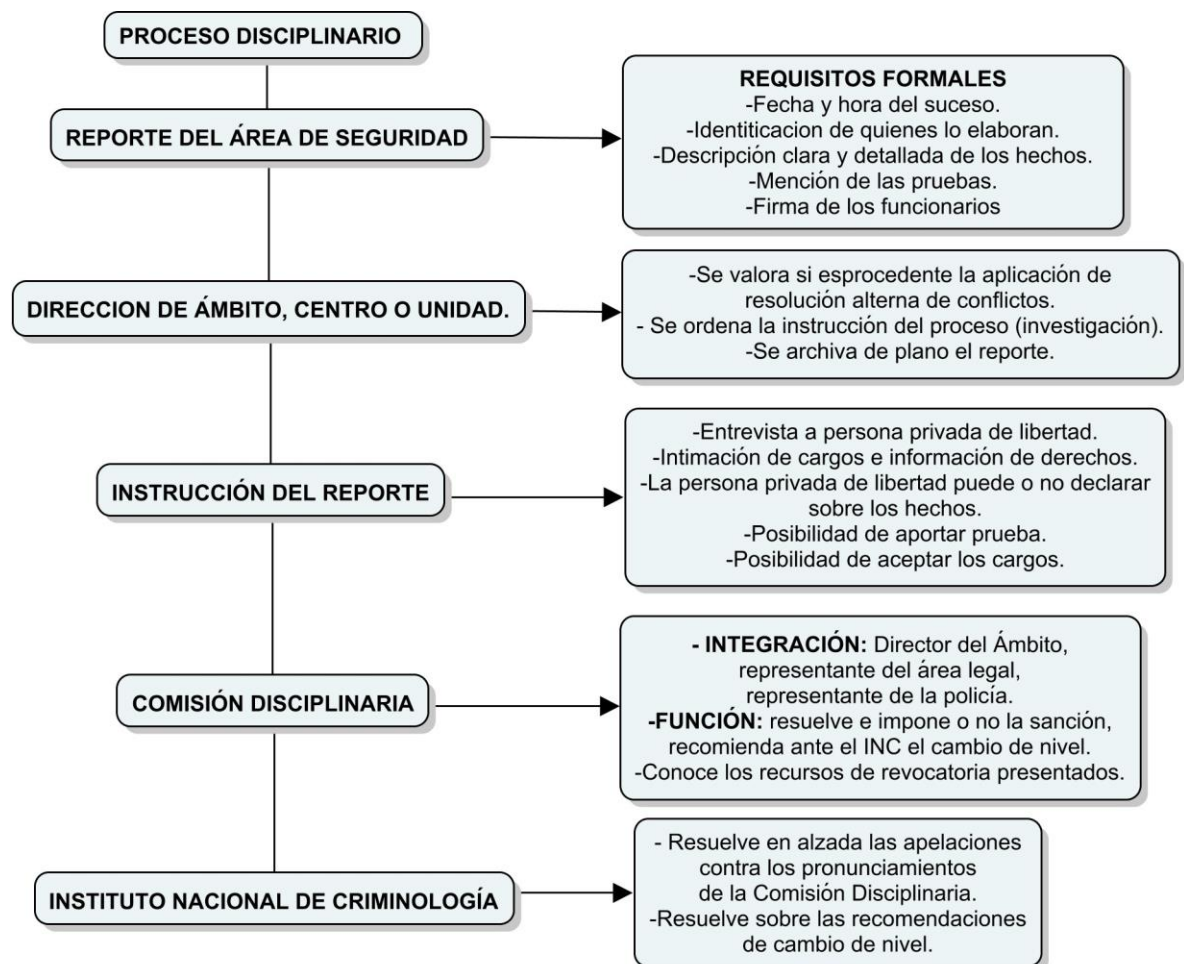 PROCESO DISCIPLINARIO
REPORTE DEL ÁREA DE SEGURIDAD
REQUISITOS FORMALES
-Fecha y hora del suceso.
-Identiticacion de quienes lo elaboran.
-Descripción clara y detallada de los hechos.
-Mención de las pruebas.
-Firma de los funcionarios
DIRECCION DE ÁMBITO, CENTRO O UNIDAD.
-Se valora si esprocedente la aplicación de
resolución alterna de conflictos.
- Se ordena la instrucción del proceso (investigación).
-Se archiva de plano el reporte.
INSTRUCCIÓN DEL REPORTE
-Entrevista a persona privada de libertad.
-Intimación de cargos e información de derechos.
-La persona privada de libertad puede o no declarar
sobre los hechos.
-Posibilidad de aportar prueba.
-Posibilidad de aceptar los cargos.
COMISIÓN DISCIPLINARIA
- INTEGRACIÓN: Director del Ámbito,
representante del área legal,
representante de la policía.
-FUNCIÓN: resuelve e impone o no la sanción,
recomienda ante el INC el cambio de nivel.
-Conoce los recursos de revocatoria presentados.
INSTITUTO NACIONAL DE CRIMINOLOGÍA
- Resuelve en alzada las apelaciones
contra los pronunciamientos
de la Comisión Disciplinaria.
-Resuelve sobre las recomendaciones
de cambio de nivel.